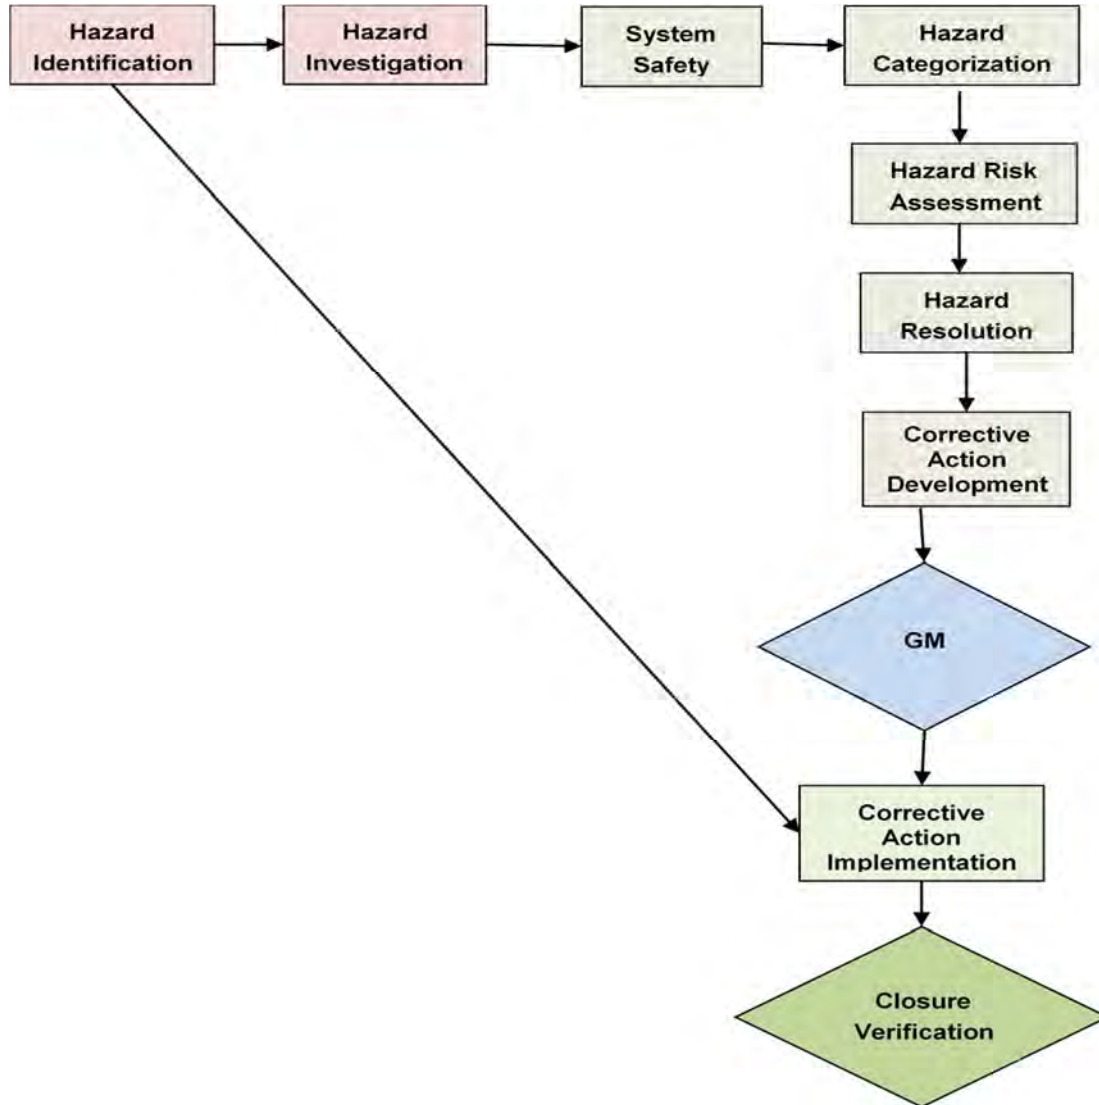 Hazard
Identification
Hazard
Investigation
System
Safety
Hazard
Categorization
Hazard Risk
Assessment
Hazard
Resolution
Corrective
Action
Development
GM
Corrective
Action
Implementation
Closure
Verification